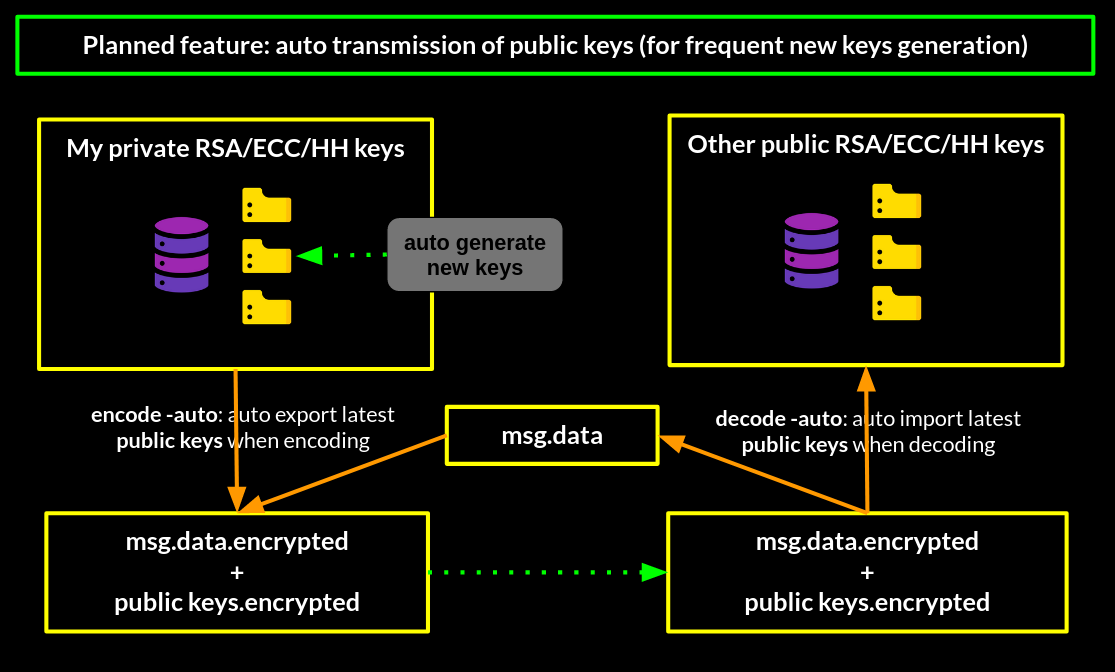 Planned feature: auto transmission of public keys (for frequent new keys generation)
My private RSA/ECC/HH keys
Other public RSA/ECC/HH keys
auto generate
new keys
encode -auto: auto export latest
public keys when encoding
msg.data
decode -auto: auto import latest
public keys when decoding
msg.data.encrypted
+
public keys.encrypted
msg.data.encrypted
+
public keys.encrypted